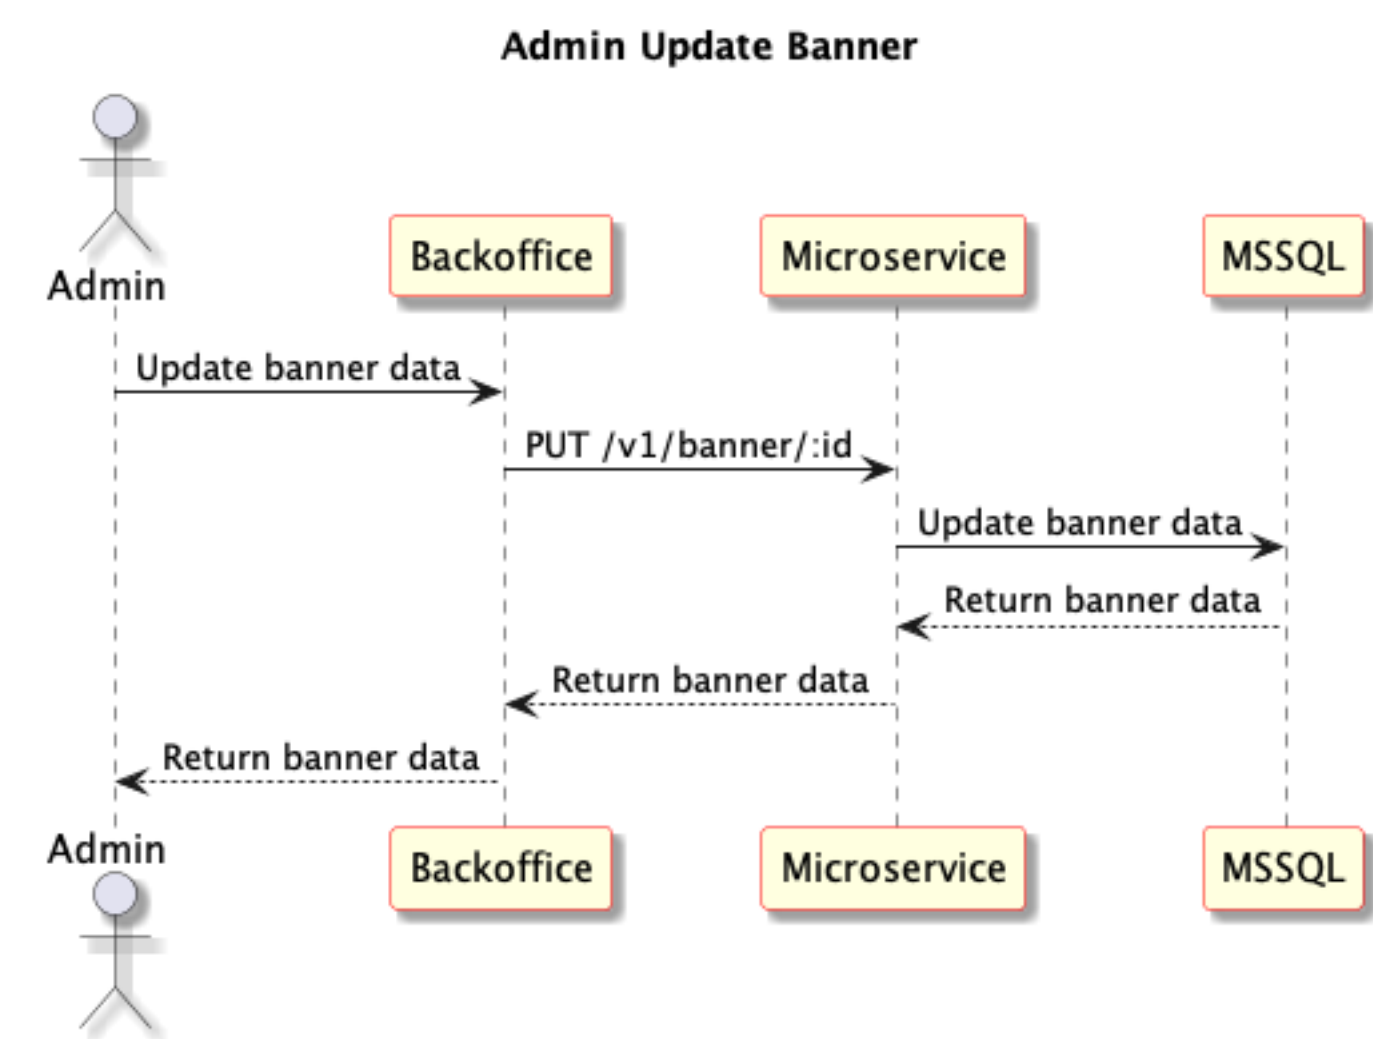 Admin Update Banner
Admin
Backoffice
Microservice
MSSQL
Update banner data
PUT /v1/banner/:id
Update banner data
Return banner data
Return banner data
Return banner data
Admin
Backoffice
Microservice
MSSQL